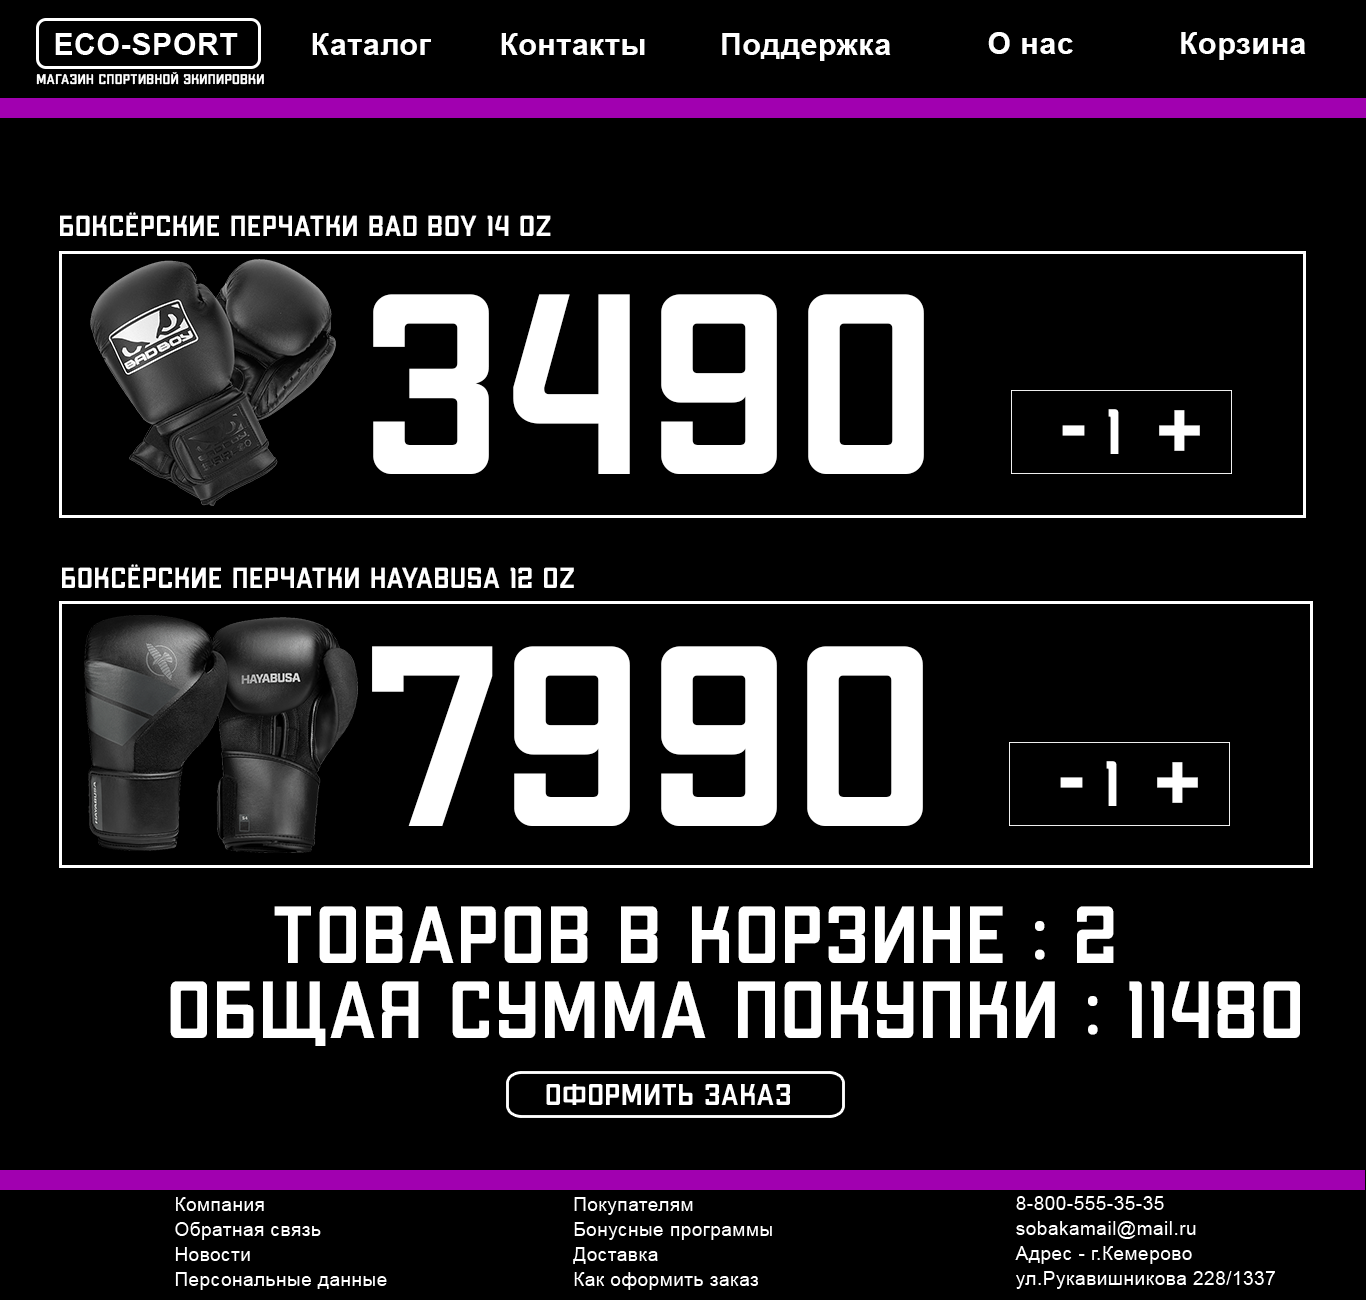 ECO-SPORT
МАГАЗИН СПОРТИВНОЙ ЭКИПИРОВКИ
Каталог
Контакты
Поддержка
О нас
Корзина
БОКСЁРСКИЕ ПЕРЧАТКИ BAD BOY 14 OZ
BAD BOY
3490
- 1 +
БОКСЁРСКИЕ ПЕРЧАТКИ HAYABUSA 12 OZ
HAYABUSA
HAYABUSA
7990
- 1 +
ТОВАРОВ В КОРЗИНЕ : 2
ОБЩАЯ СУММА ПОКУПКИ : 11480
ОФОРМИТЬ ЗАКАЗ
Компания
Обратная связь
Новости
Персональные данные
Покупателям
Бонусные программы
Доставка
Как оформить заказ
8-800-555-35-35
sobakamail@mail.ru
Адрес - г.Кемерово
ул.Рукавишникова 228/1337